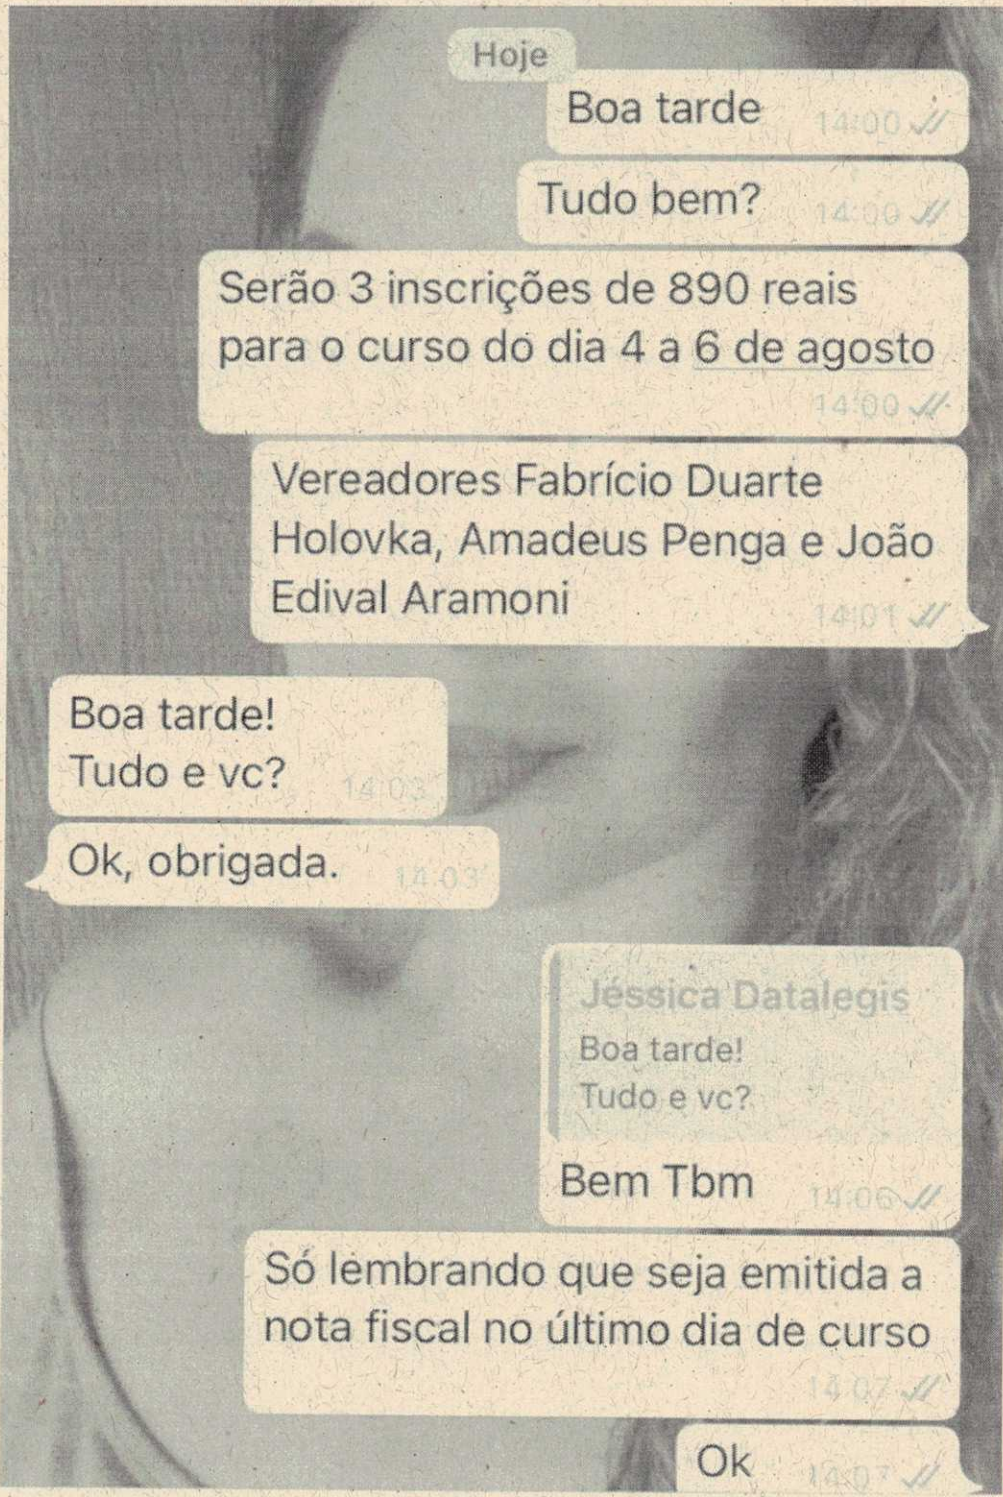 Hoje
Boa tarde 14:00
Tudo bem? 14:00
Serão 3 inscrições de 890 reais
para o curso do dia 4 a 6 de agosto
14:00
Vereadores Fabrício Duarte
Holovka, Amadeus Penga e João
Edival Aramoni 14:01
Boa tarde!
Tudo e vc? 14:03
Ok, obrigada. 14:03
Jéssica Datalegis
Boa tarde!
Tudo e vc?
Bem Tbm 14:06
Só lembrando que seja emitida a
nota fiscal no último dia de curso
14:07
Ok 14:07